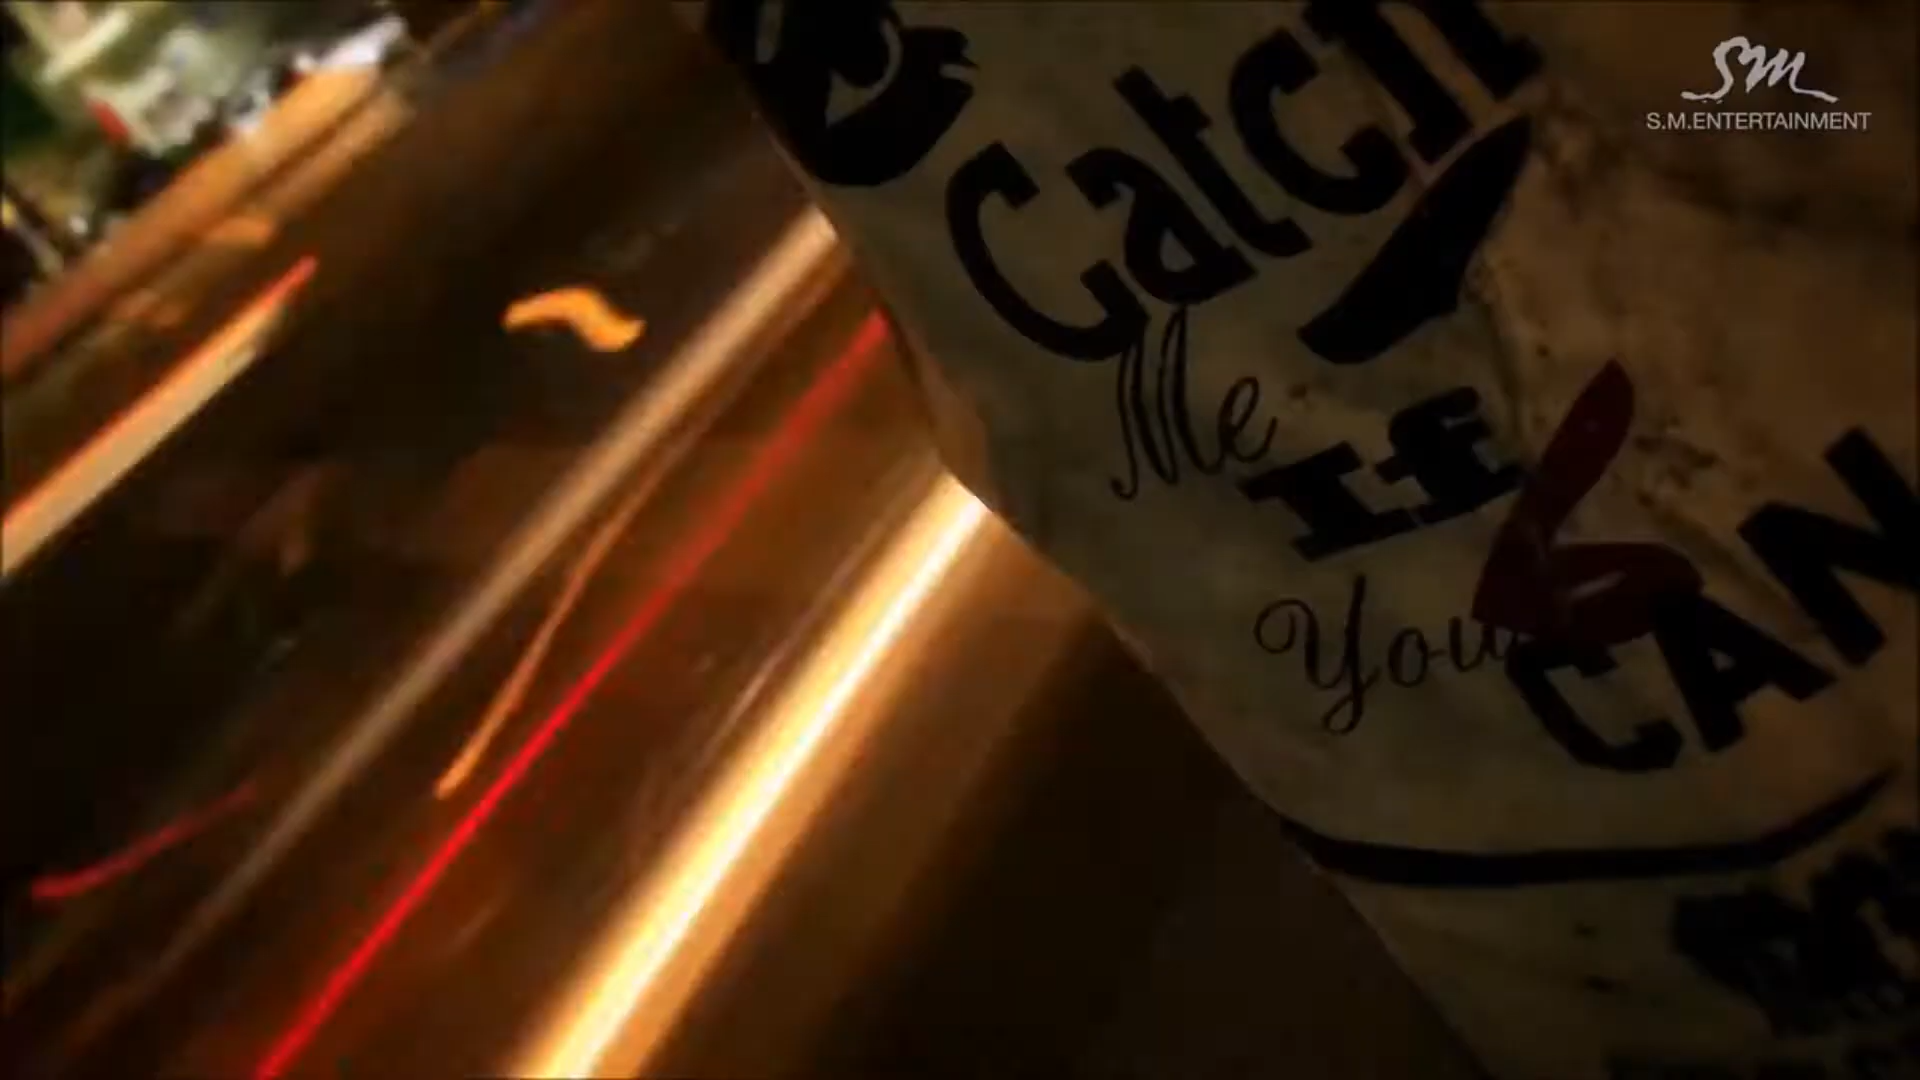 SM
S.M.ENTERTAINMENT
Catch
Me
If
You
CAN